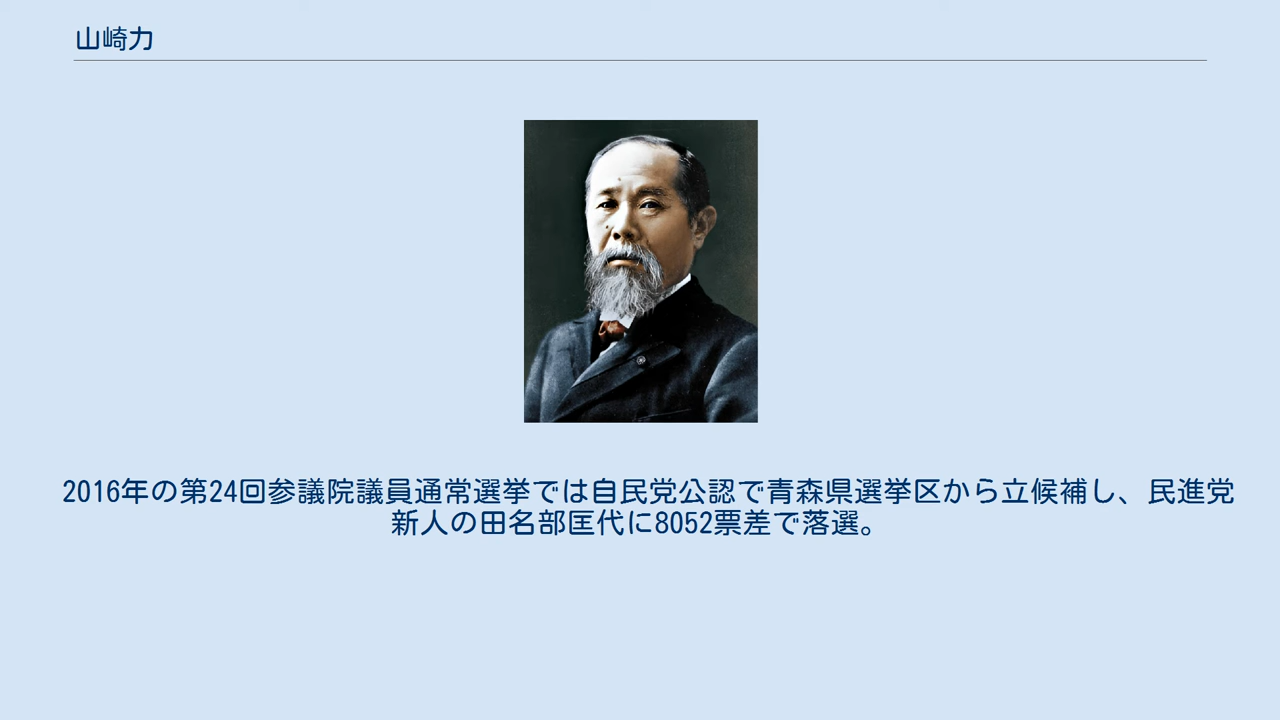 山崎力
2016年の第24回参議院議員通常選挙では自民党公認で青森県選挙区から立候補し、民進党
新人の田名部匡代に8052票差で落選。